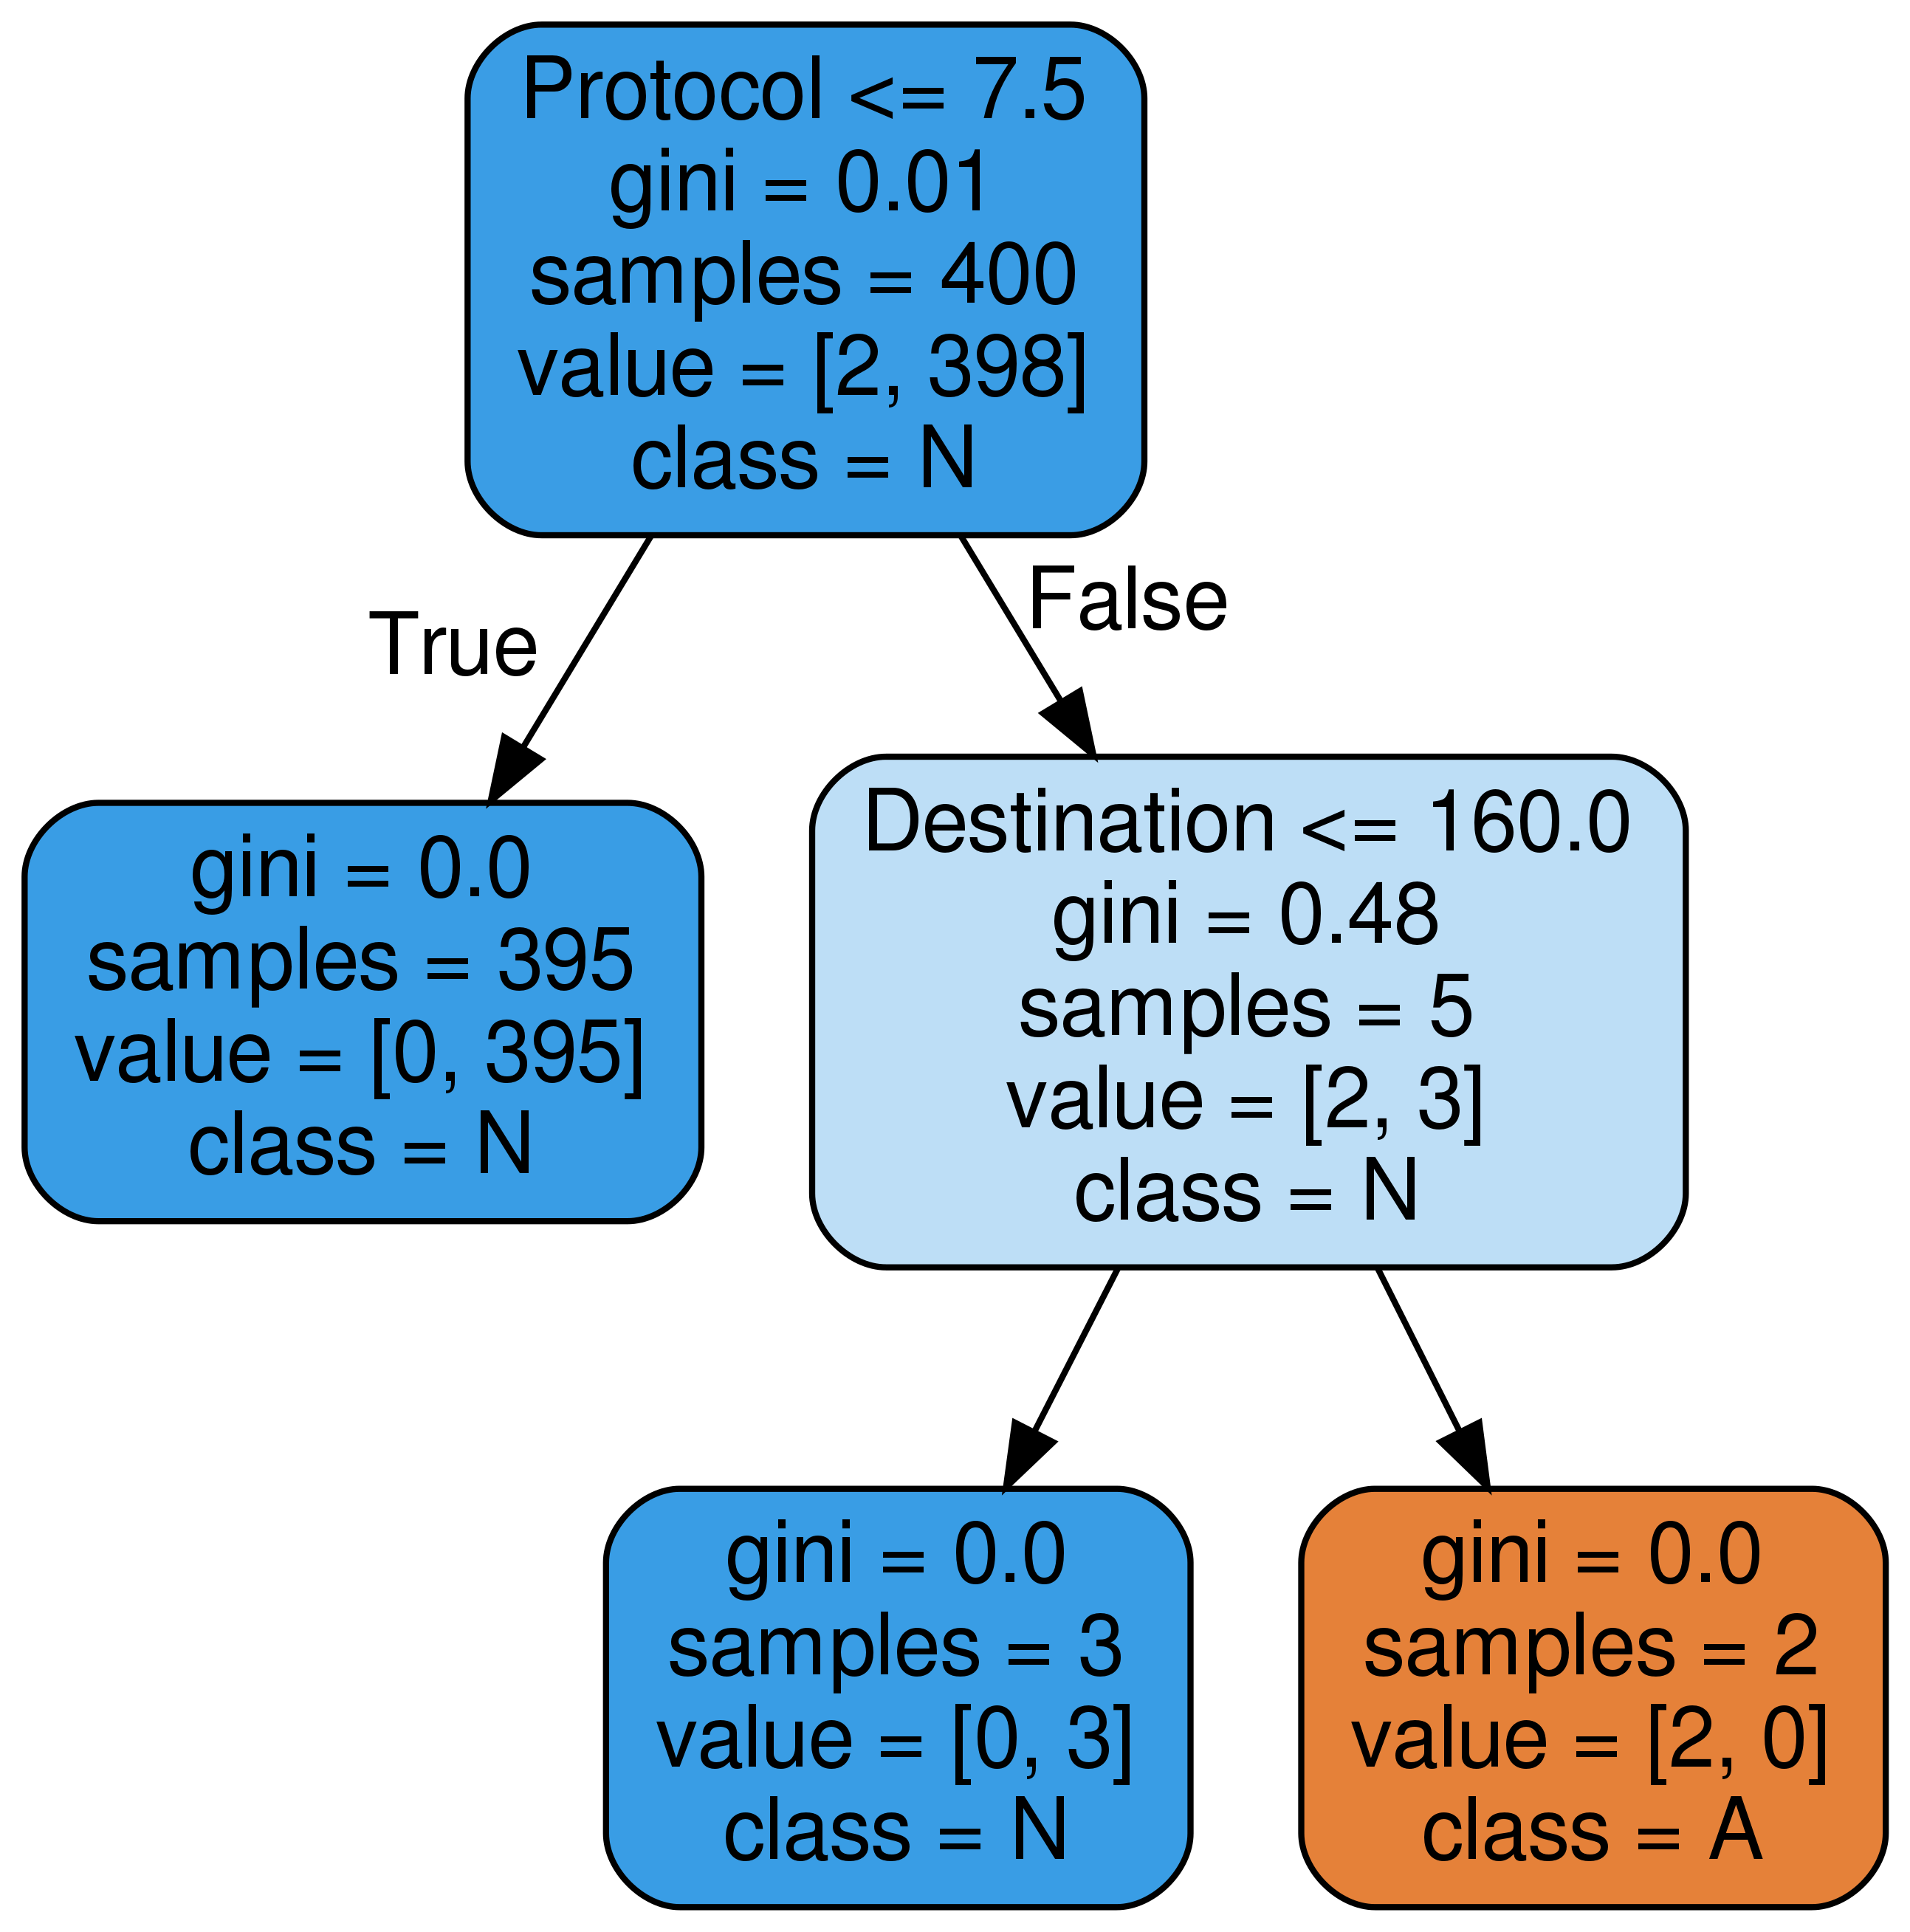 Protocol <= 7.5
gini = 0.01
samples = 400
value = [2, 398]
class = N
True
False
gini = 0.0
samples = 395
value = [0, 395]
class = N
Destination <= 160.0
gini = 0.48
samples = 5
value = [2, 3]
class = N
gini = 0.0
samples = 3
value = [0, 3]
class = N
gini = 0.0
samples = 2
value = [2, 0]
class = A